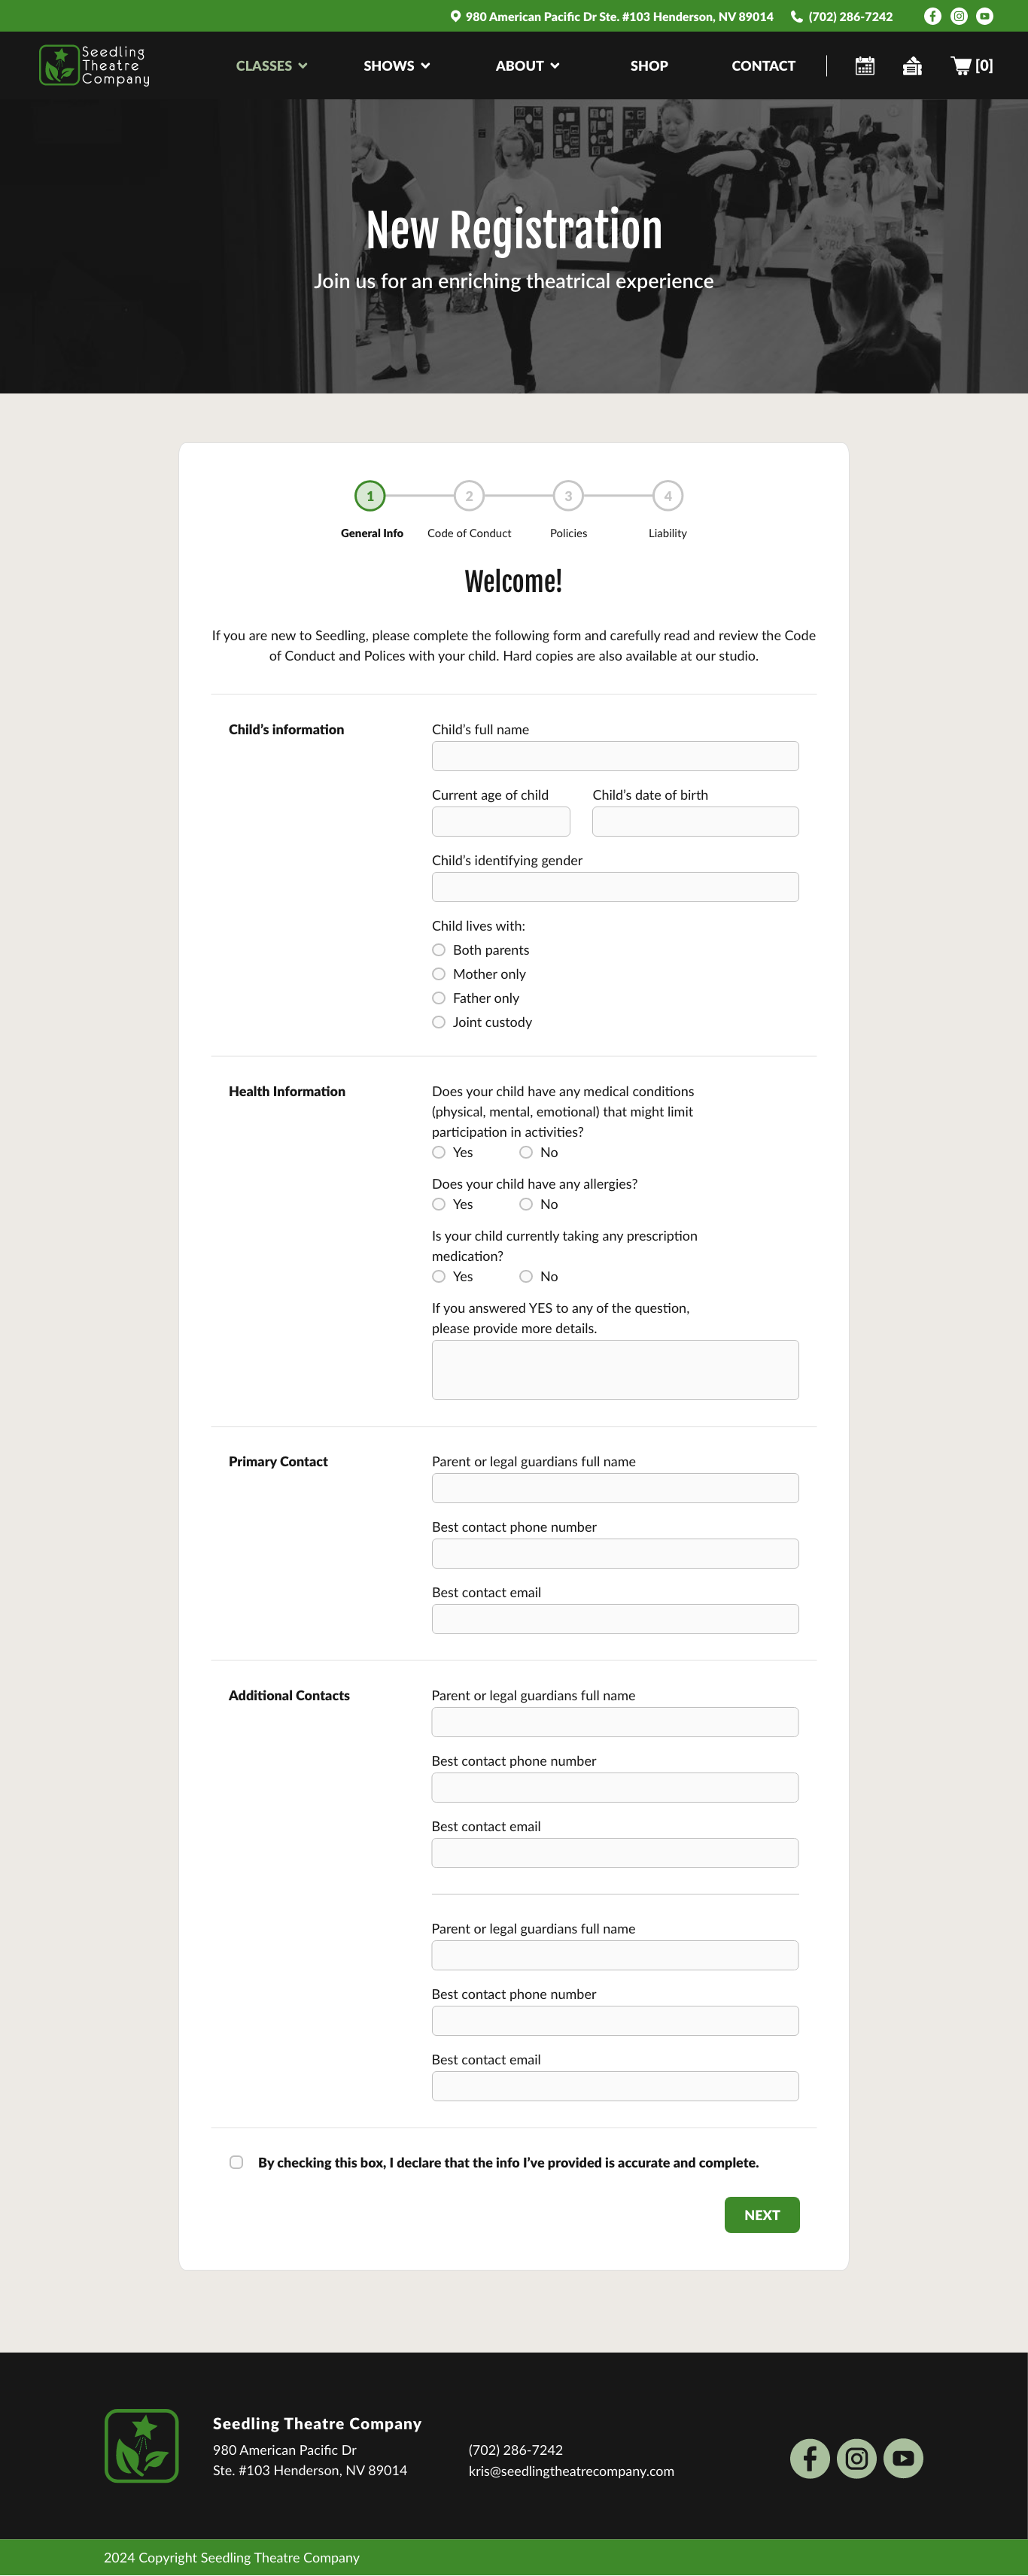 980 American Pacific Dr Ste. #103 Henderson, NV 89014 (702) 286-7242
Seedling
Theatre
Company
CLASSES SHOWS ABOUT SHOP CONTACT [0]
New Registration
Join us for an enriching theatrical experience
1 2 3 4
General Info Code of Conduct Policies Liability
Welcome!
If you are new to Seedling, please complete the following form and carefully read and review the Code
of Conduct and Polices with your child. Hard copies are also available at our studio.
Child's information
Child's full name
Current age of child Child's date of birth
Child's identifying gender
Child lives with:
Both parents
Mother only
Father only
Joint custody
Health Information
Does your child have any medical conditions
(physical, mental, emotional) that might limit
participation in activities?
Yes No
Does your child have any allergies?
Yes No
Is your child currently taking any prescription
medication?
Yes No
If you answered YES to any of the question,
please provide more details.
Primary Contact
Parent or legal guardians full name
Best contact phone number
Best contact email
Additional Contacts
Parent or legal guardians full name
Best contact phone number
Best contact email
Parent or legal guardians full name
Best contact phone number
Best contact email
By checking this box, I declare that the info I've provided is accurate and complete.
NEXT
Seedling Theatre Company
980 American Pacific Dr
Ste. #103 Henderson, NV 89014
(702) 286-7242
kris@seedlingtheatrecompany.com
2024 Copyright Seedling Theatre Company